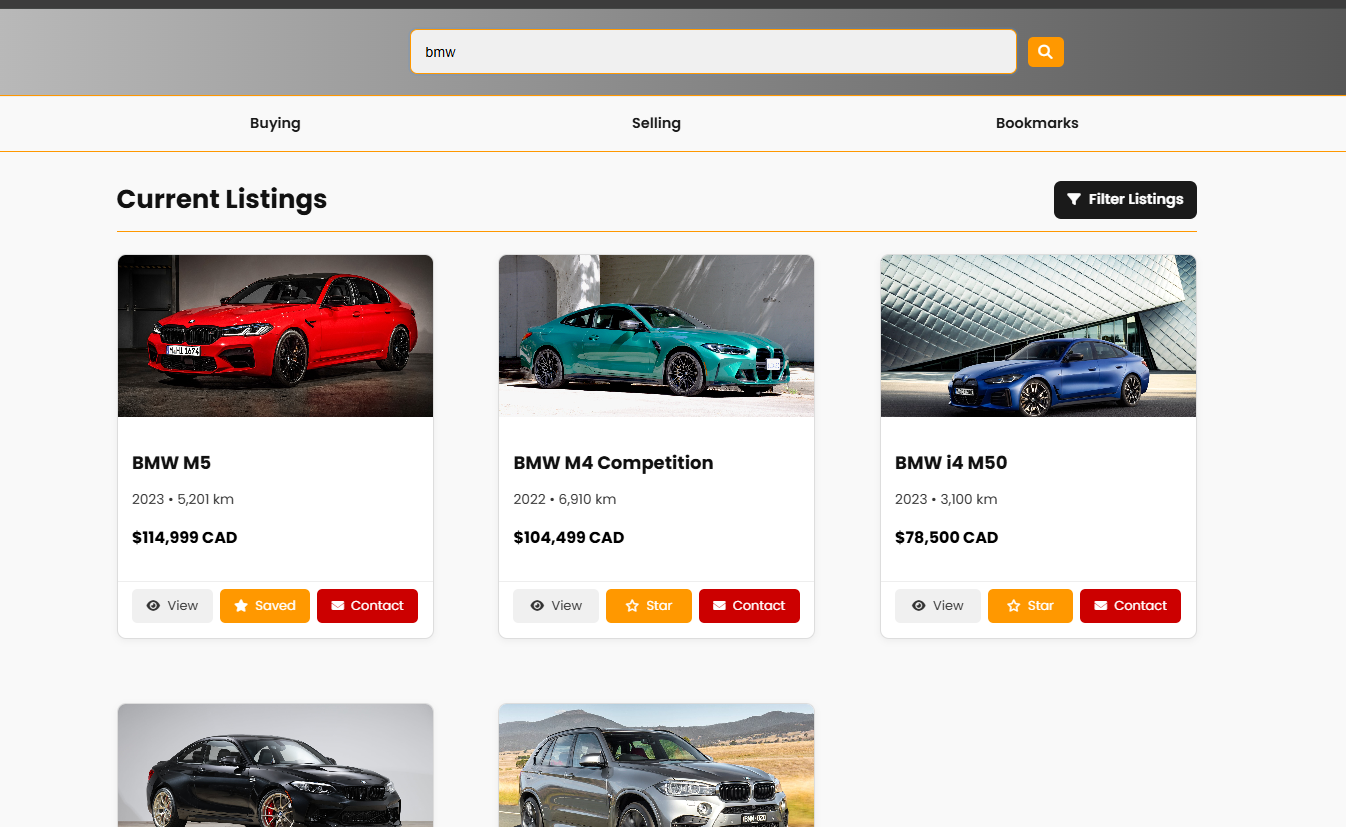 bmw
Buying
Selling
Bookmarks
Current Listings
Filter Listings
BMW M5
2023 • 5,201 km
$114,999 CAD
View
Saved
Contact
BMW M4 Competition
2022 • 6,910 km
$104,499 CAD
View
Star
Contact
BMW i4 M50
2023 • 3,100 km
$78,500 CAD
View
Star
Contact